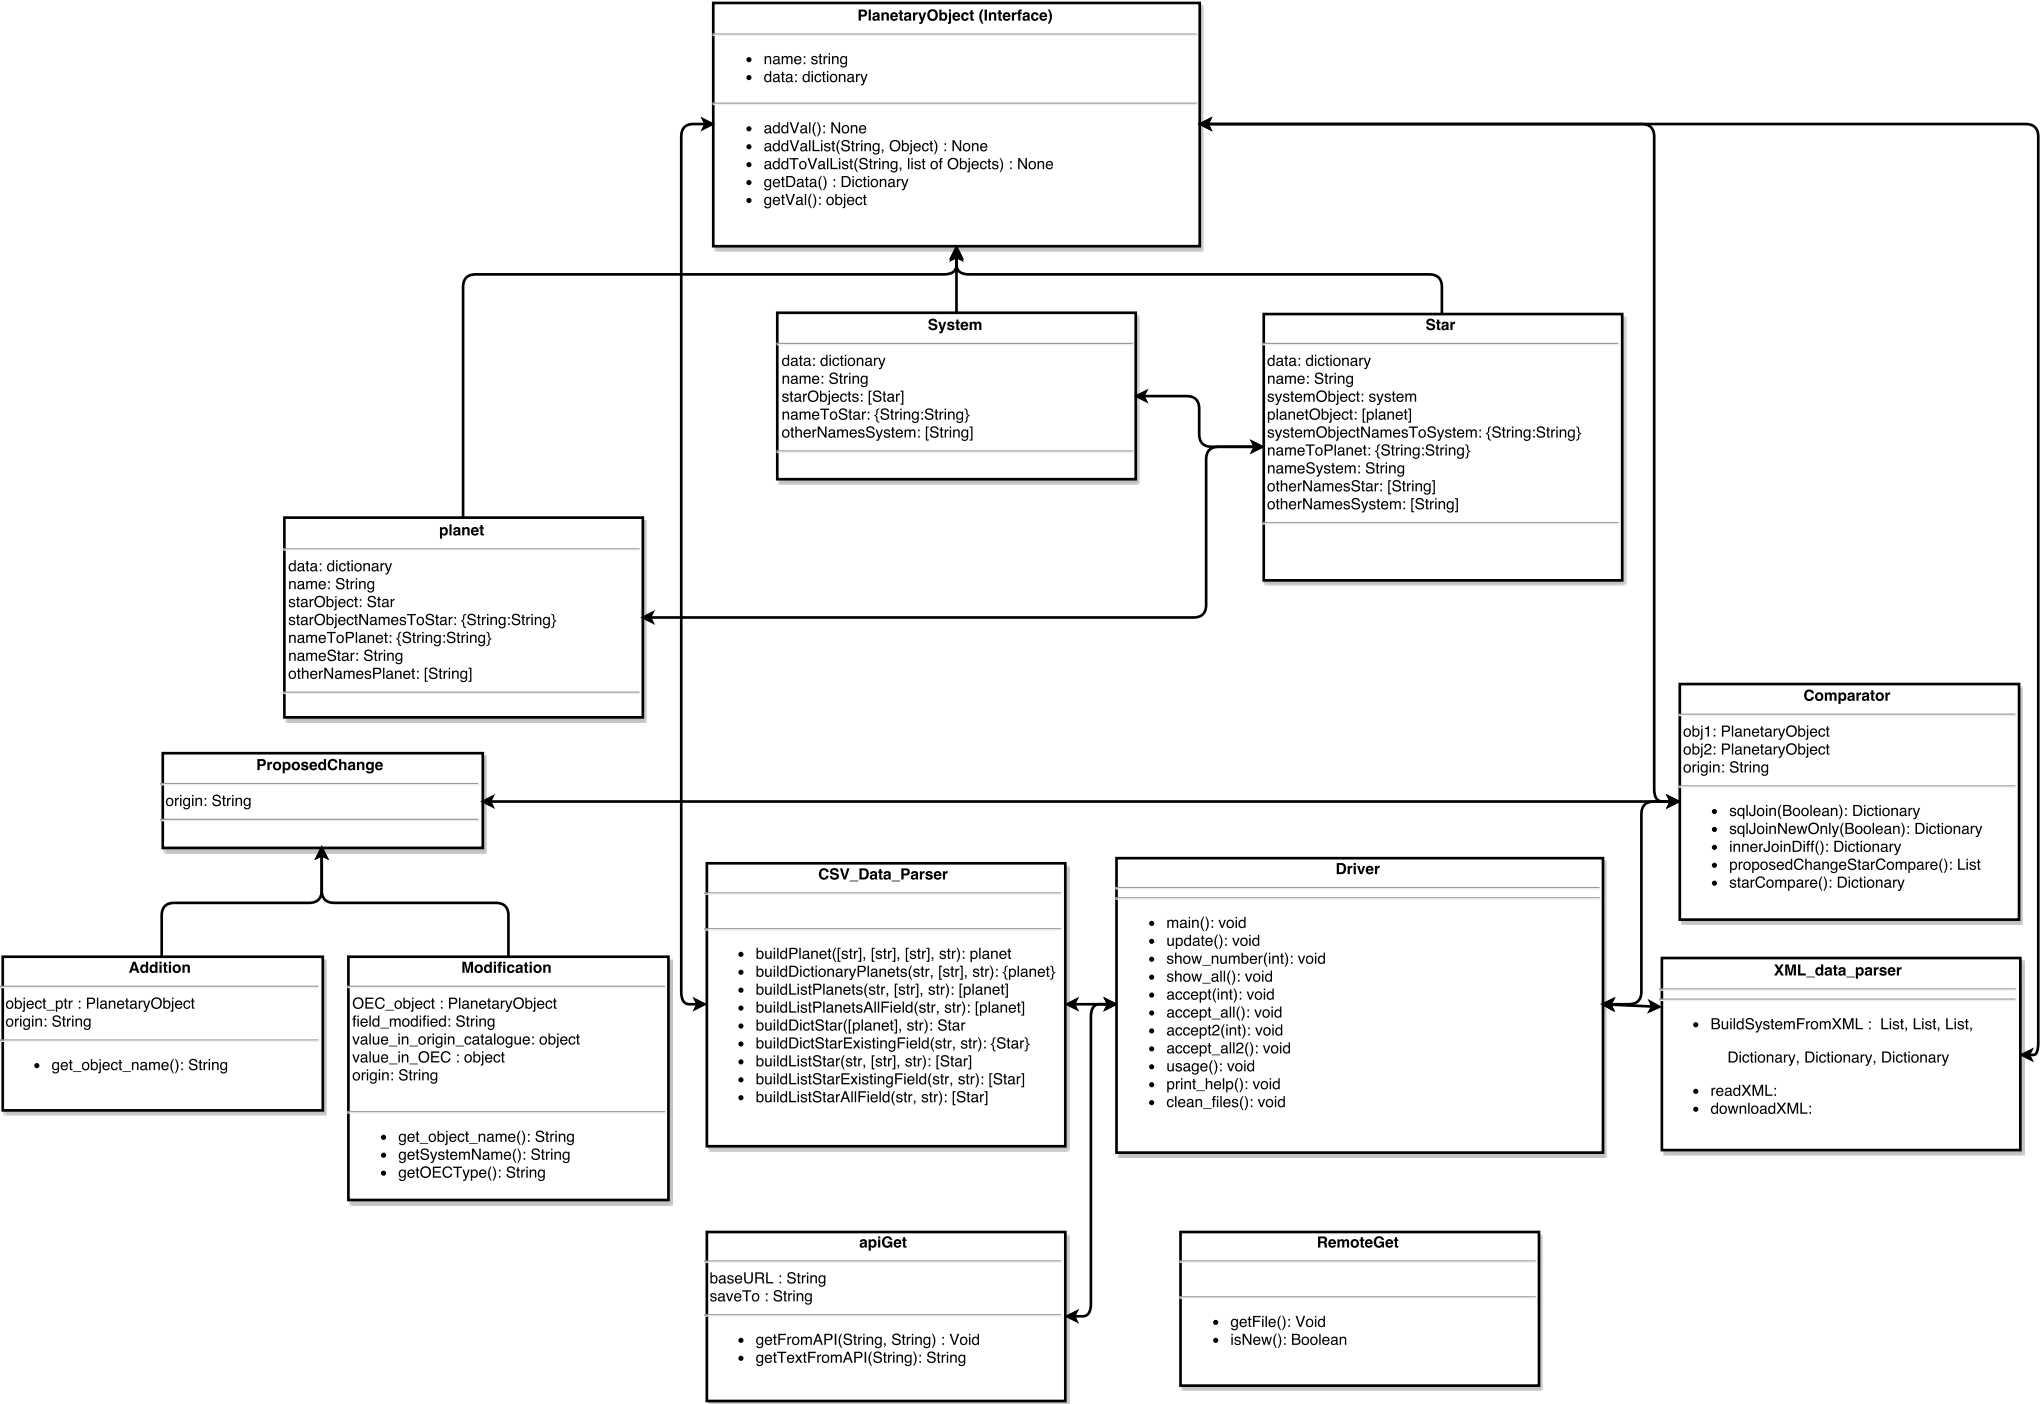 PlanetaryObject (Interface)
name: string
data: dictionary
addVal(): None
addValList(String, Object) : None
addToValList(String, list of Objects) : None
getData() : Dictionary
getVal(): object
System
data: dictionary
name: String
starObjects: [Star]
nameToStar: {String:String}
otherNamesSystem: [String]
Star
data: dictionary
name: String
systemObject: system
planetObject: [planet]
systemObjectNamesToSystem: {String:String}
nameToPlanet: {String:String}
nameSystem: String
otherNamesStar: [String]
otherNamesSystem: [String]
planet
data: dictionary
name: String
starObject: Star
starObjectNamesToStar: {String:String}
nameToPlanet: {String:String}
nameStar: String
otherNamesPlanet: [String]
Comparator
obj1: PlanetaryObject
obj2: PlanetaryObject
origin: String
sqlJoin(Boolean): Dictionary
sqlJoinNewOnly(Boolean): Dictionary
innerJoinDiff(): Dictionary
proposedChangeStarCompare(): List
starCompare(): Dictionary
ProposedChange
origin: String
Addition
object_ptr : PlanetaryObject
origin: String
get_object_name(): String
Modification
OEC_object : PlanetaryObject
field_modified: String
value_in_origin_catalogue: object
value_in_OEC : object
origin: String
get_object_name(): String
getSystemName(): String
getOECType(): String
CSV_Data_Parser
buildPlanet([str], [str], [str], str): planet
buildDictionaryPlanets(str, [str], str): {planet}
buildListPlanets(str, [str], str): [planet]
buildListPlanetsAllField(str, str): [planet]
buildDictStar([planet], str): Star
buildDictStarExistingField(str, str): {Star}
buildListStar(str, [str], str): [Star]
buildListStarExistingField(str, str): [Star]
buildListStarAllField(str, str): [Star]
Driver
main(): void
update(): void
show_number(int): void
show_all(): void
accept(int): void
accept_all(): void
accept2(int): void
accept_all2(): void
usage(): void
print_help(): void
clean_files(): void
XML_data_parser
BuildSystemFromXML :  List, List, List,
Dictionary, Dictionary, Dictionary
readXML:
downloadXML:
apiGet
baseURL : String
saveTo : String
getFromAPI(String, String) : Void
getTextFromAPI(String): String
RemoteGet
getFile(): Void
isNew(): Boolean